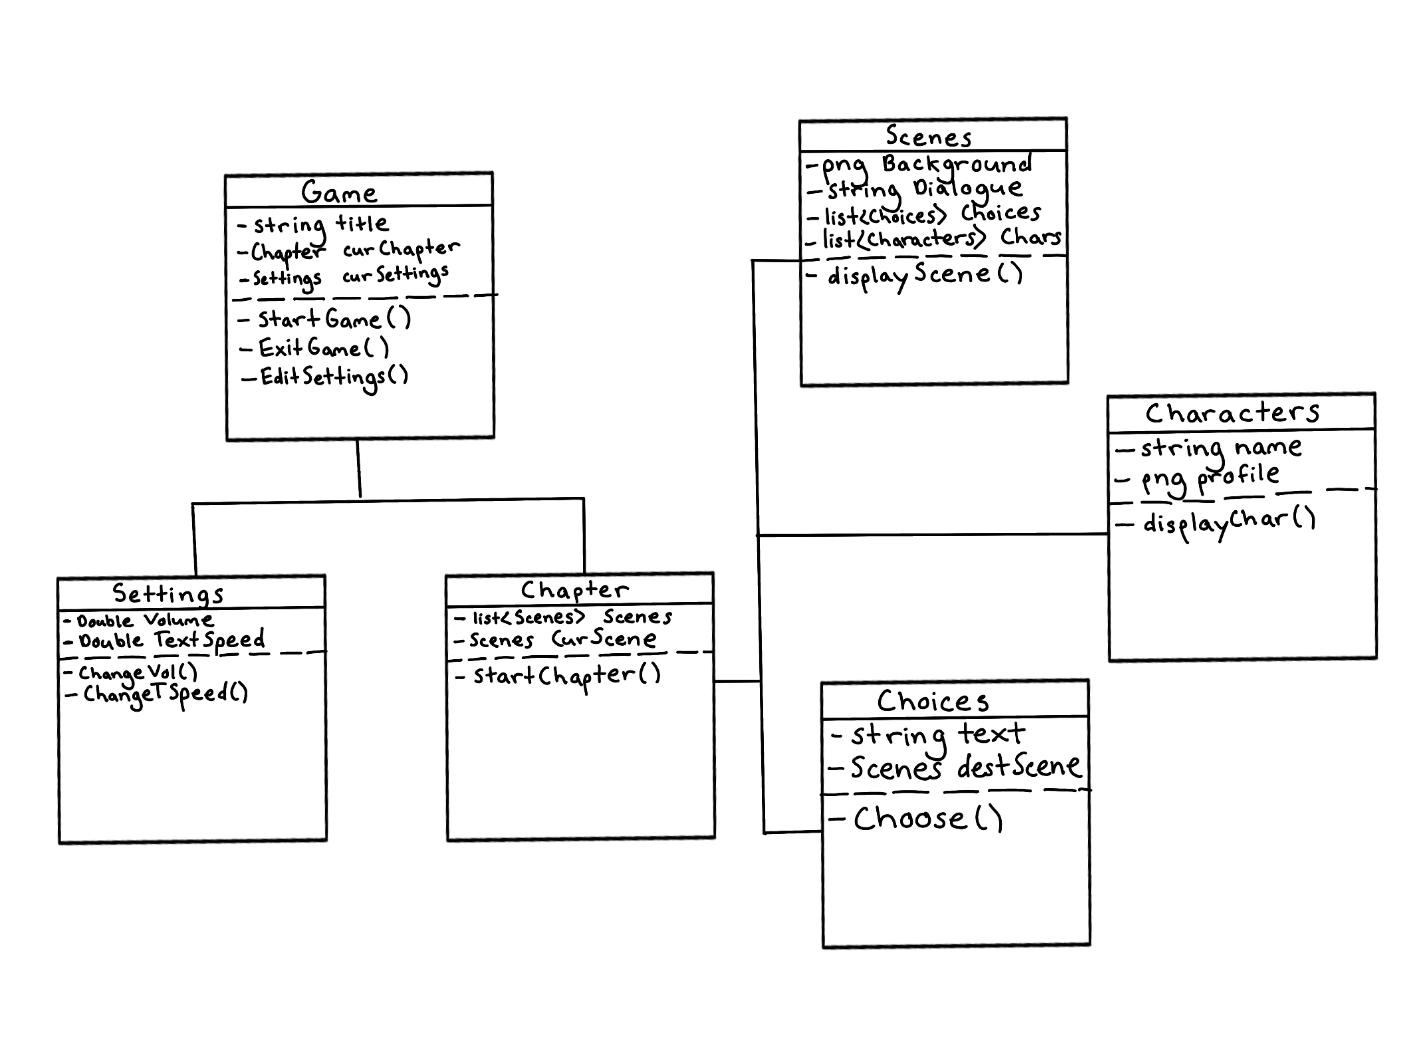 Game
- string title
- Chapter curChapter
- Settings curSettings
- StartGame()
- ExitGame()
- EditSettings()
Settings
- Double Volume
- Double TextSpeed
- ChangeVol()
- ChangeTSpeed()
Chapter
- list<Scenes> Scenes
- Scenes CurScene
- startChapter()
Scenes
- png Background
- string Dialogue
- list<Choices> Choices
- list<Characters> Chars
- displayScene()
Characters
- string name
- png profile
- displayChar()
Choices
- string text
- Scenes destScene
- Choose()